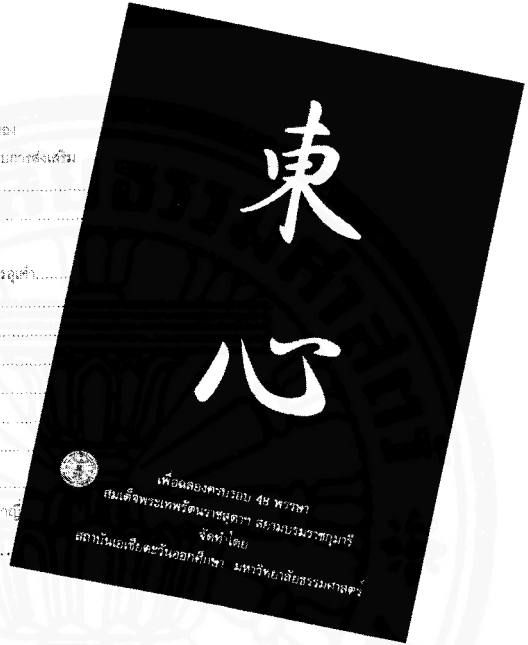 東
心
เพื่อฉลองครบรอบ 48 พรรษา
สมเด็จพระเทพรัตนราชสุดาฯ สยามบรมราชกุมารี
จัดทำโดย
สถาบันเอเชียตะวันออกศึกษา มหาวิทยาลัยธรรมศาสตร์